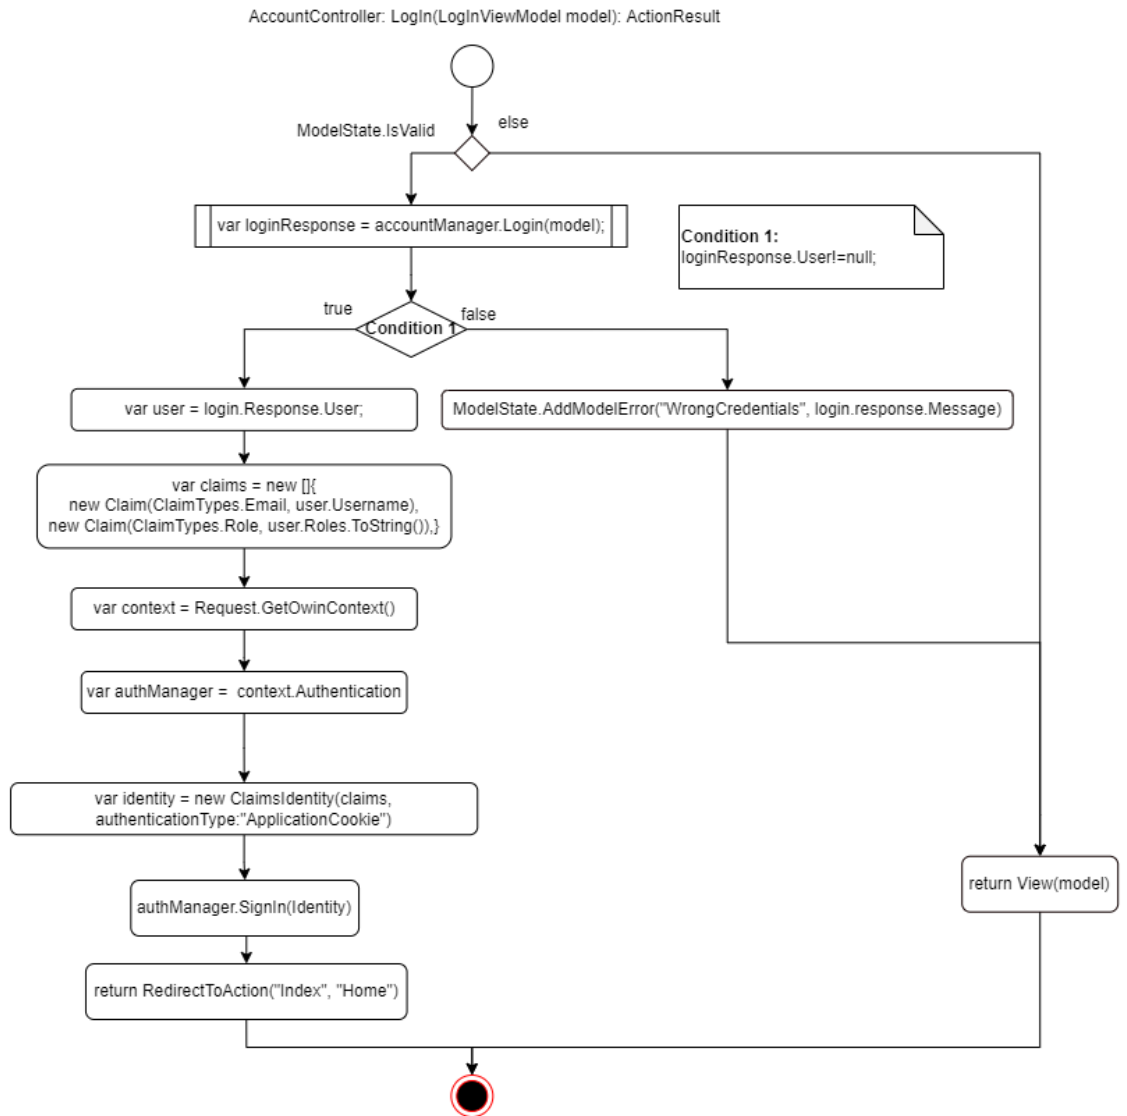 AccountController: LogIn(LogInViewModel model): ActionResult
else
ModelState.IsValid
var loginResponse = accountManager.Login(model);
Condition 1:
loginResponse.User!=null;
true
false
Condition 1
var user = login.Response.User;
ModelState.AddModelError("WrongCredentials", login.response.Message)
var claims = new []{
new Claim(ClaimTypes.Email, user.Username),
new Claim(ClaimTypes.Role, user.Roles.ToString()),}
var context = Request.GetOwinContext()
var authManager =  context.Authentication
var identity = new ClaimsIdentity(claims,
authenticationType:"ApplicationCookie")
return View(model)
authManager.SignIn(Identity)
return RedirectToAction("Index", "Home")